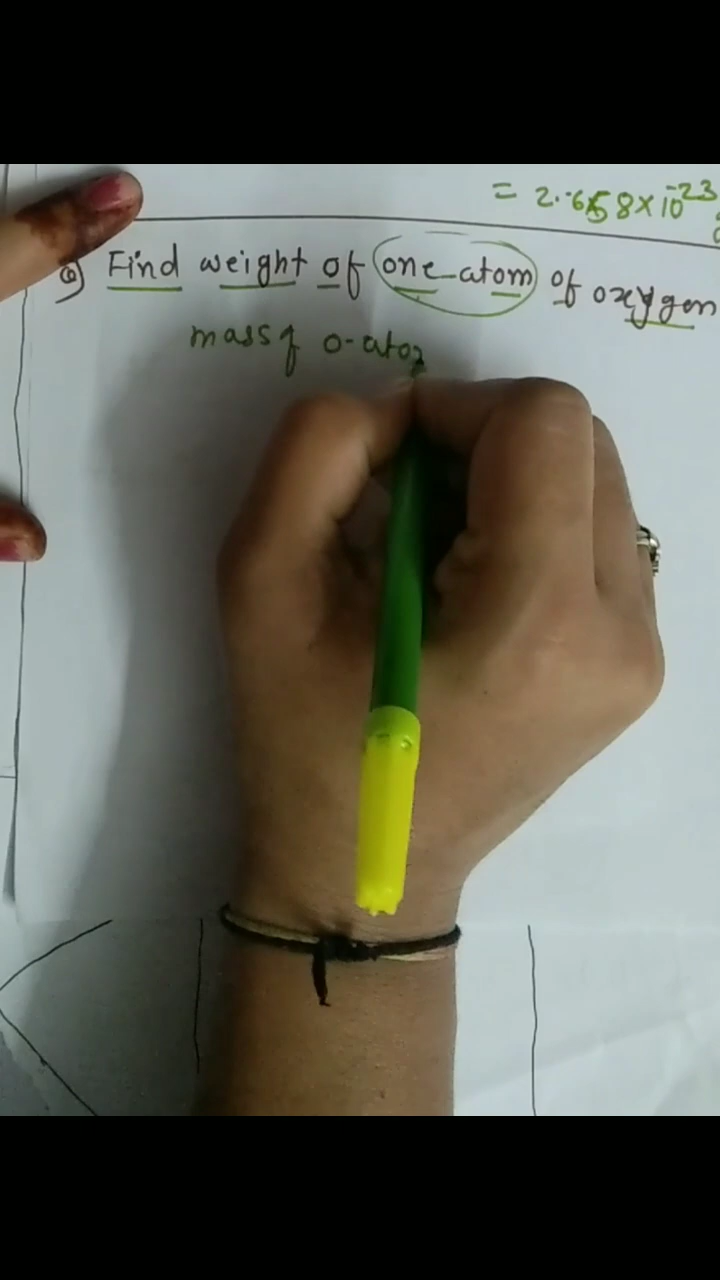 = 2.658×10⁻²³ g
Q) Find weight of one atom of oxygen
mass of O-ato